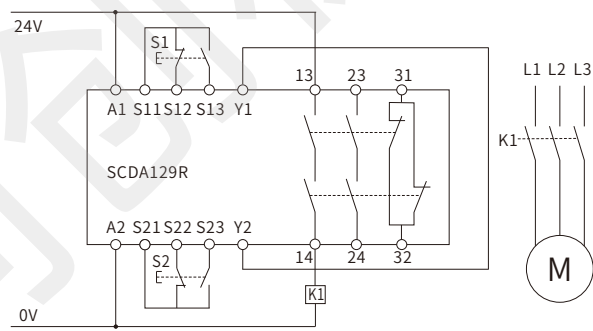 24V
S1
13 23 31
L1 L2 L3
A1 S11 S12 S13 Y1
K1
SCDA129R
A2 S21 S22 S23 Y2
14 24 32
S2
M
K1
0V